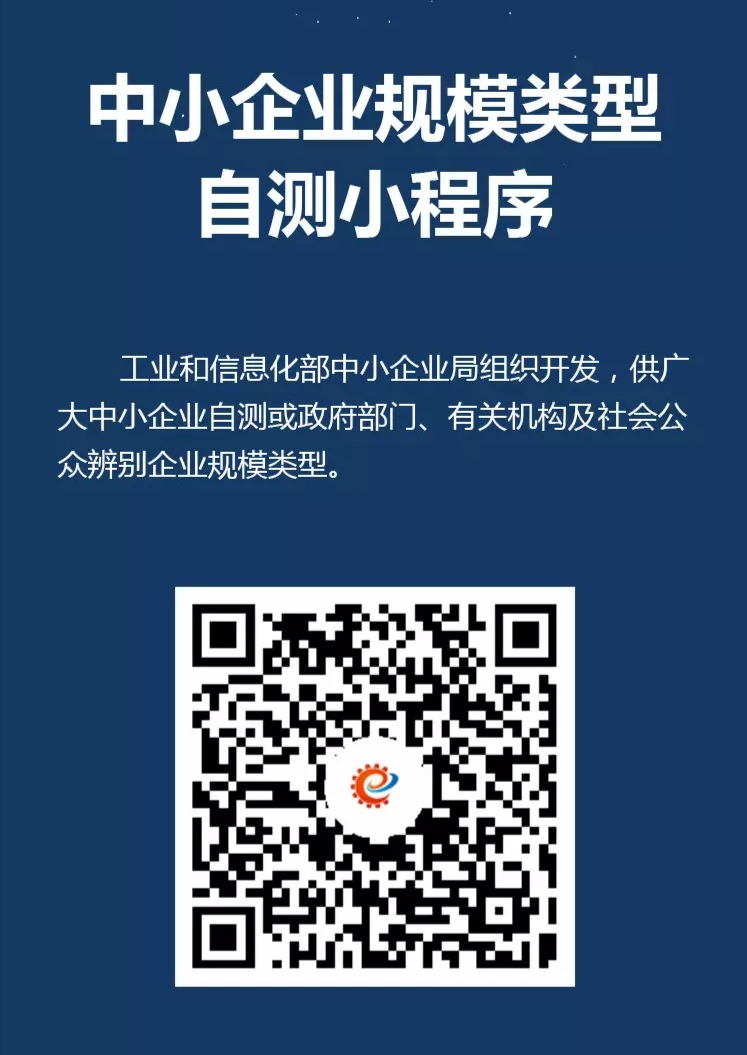 中小企业规模类型
自测小程序
工业和信息化部中小企业局组织开发，供广
大中小企业自测或政府部门、有关机构及社会公
众辨别企业规模类型。